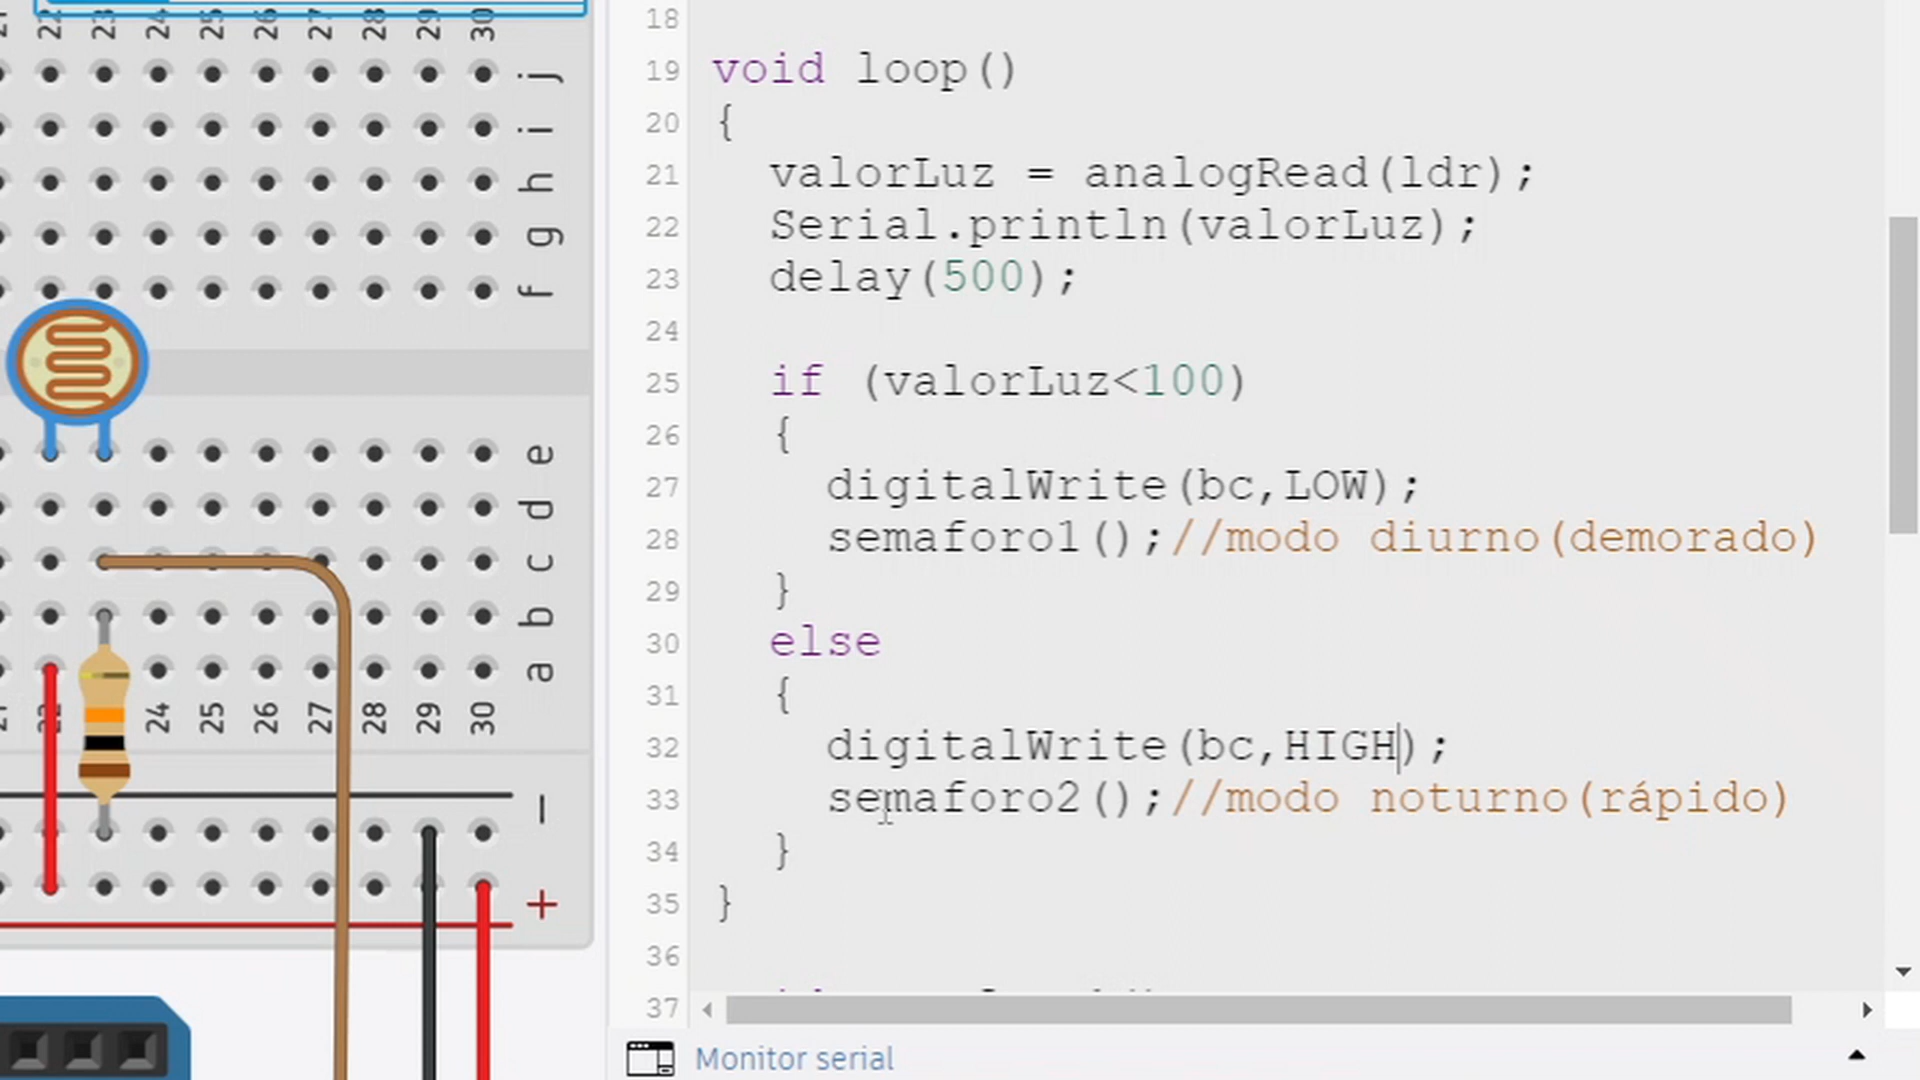 22 23 24 25 26 27 28 29 30
j
i
h
g
f
e
d
c
b
a
24 25 26 27 28 29 30
−
+
18
19 void loop()
20 {
21 valorLuz = analogRead(ldr);
22 Serial.println(valorLuz);
23 delay(500);
24
25 if (valorLuz<100)
26 {
27 digitalWrite(bc,LOW);
28 semaforo1();//modo diurno(demorado)
29 }
30 else
31 {
32 digitalWrite(bc,HIGH);
33 semaforo2();//modo noturno(rápido)
34 }
35 }
36
37
Monitor serial